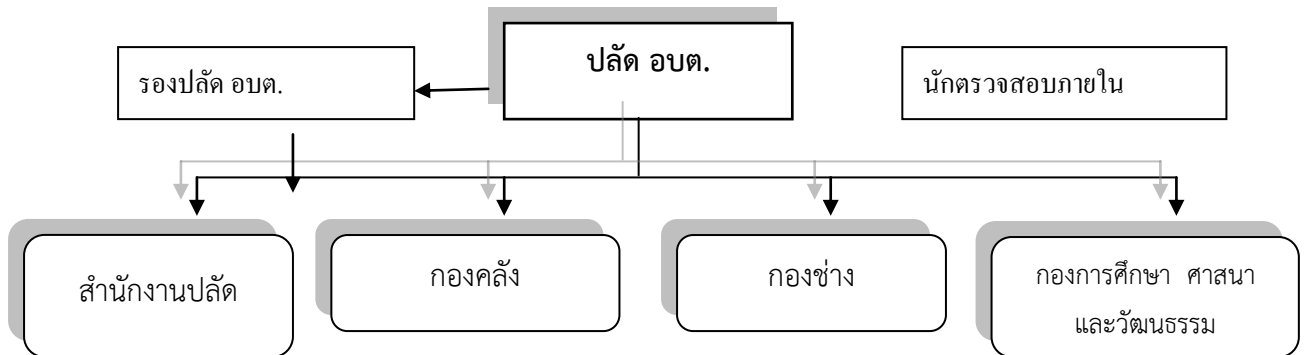 ปลัด อบต.
รองปลัด อบต.
นักตรวจสอบภายใน
สำนักงานปลัด
กองคลัง
กองช่าง
กองการศึกษา ศาสนา
และวัฒนธรรม